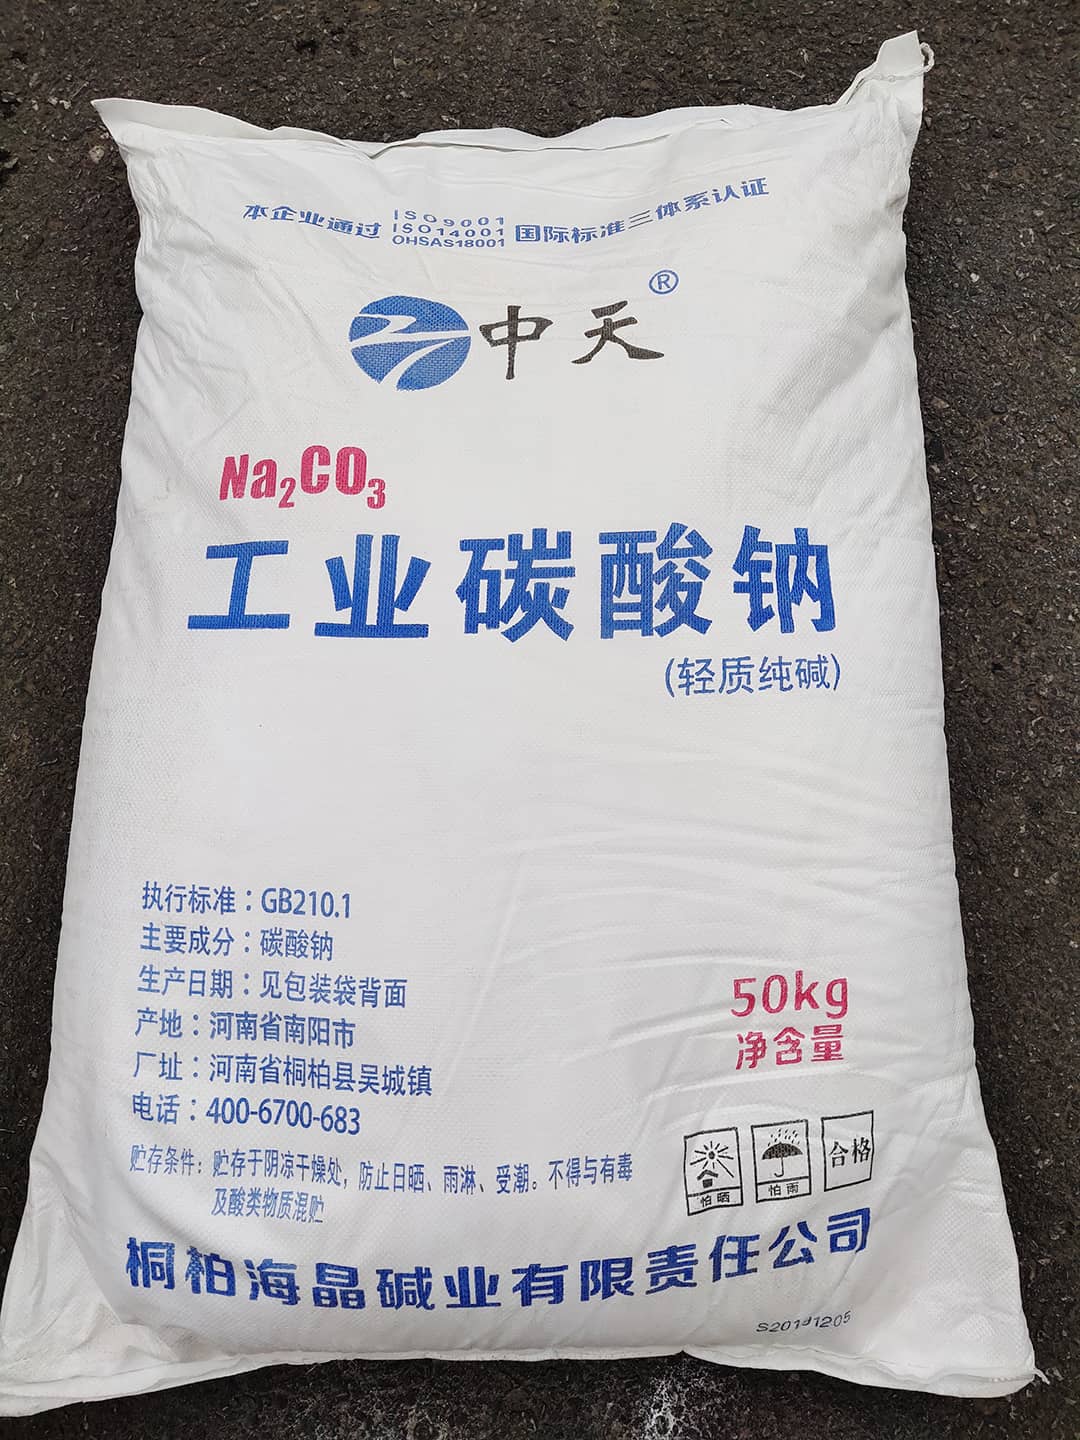 本企业通过 ISO9001 ISO14001 OHSAS18001 国际标准三体系认证
中天®
Na₂CO₃
工业碳酸钠
(轻质纯碱)
执行标准：GB210.1
主要成分：碳酸钠
生产日期：见包装袋背面
产地：河南省南阳市
厂址：河南省桐柏县吴城镇
电话：400-6700-683
贮存条件：贮存于阴凉干燥处，防止日晒、雨淋、受潮。不得与有毒
及酸类物质混贮
50kg
净含量
怕晒
怕雨
合格
桐柏海晶碱业有限责任公司
S20191205